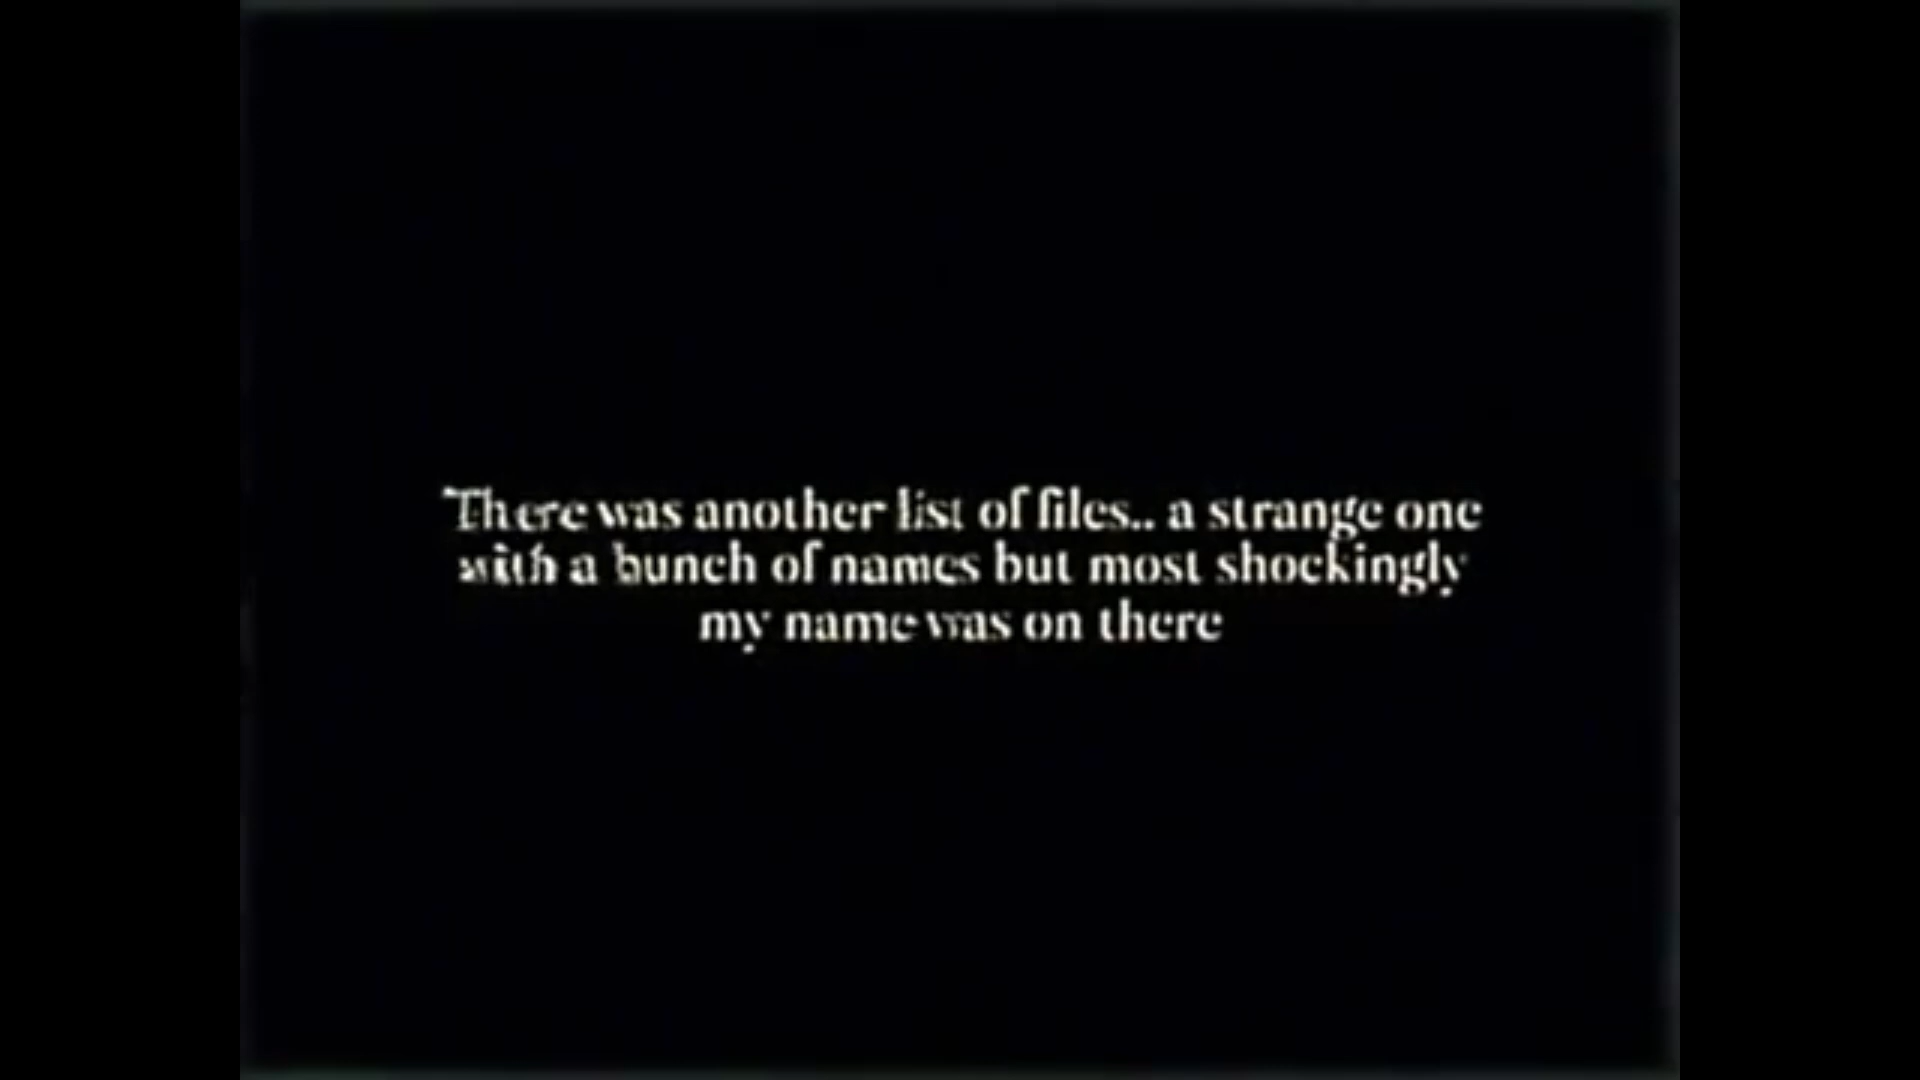 There was another list of files.. a strange one
with a bunch of names but most shockingly
my name was on there